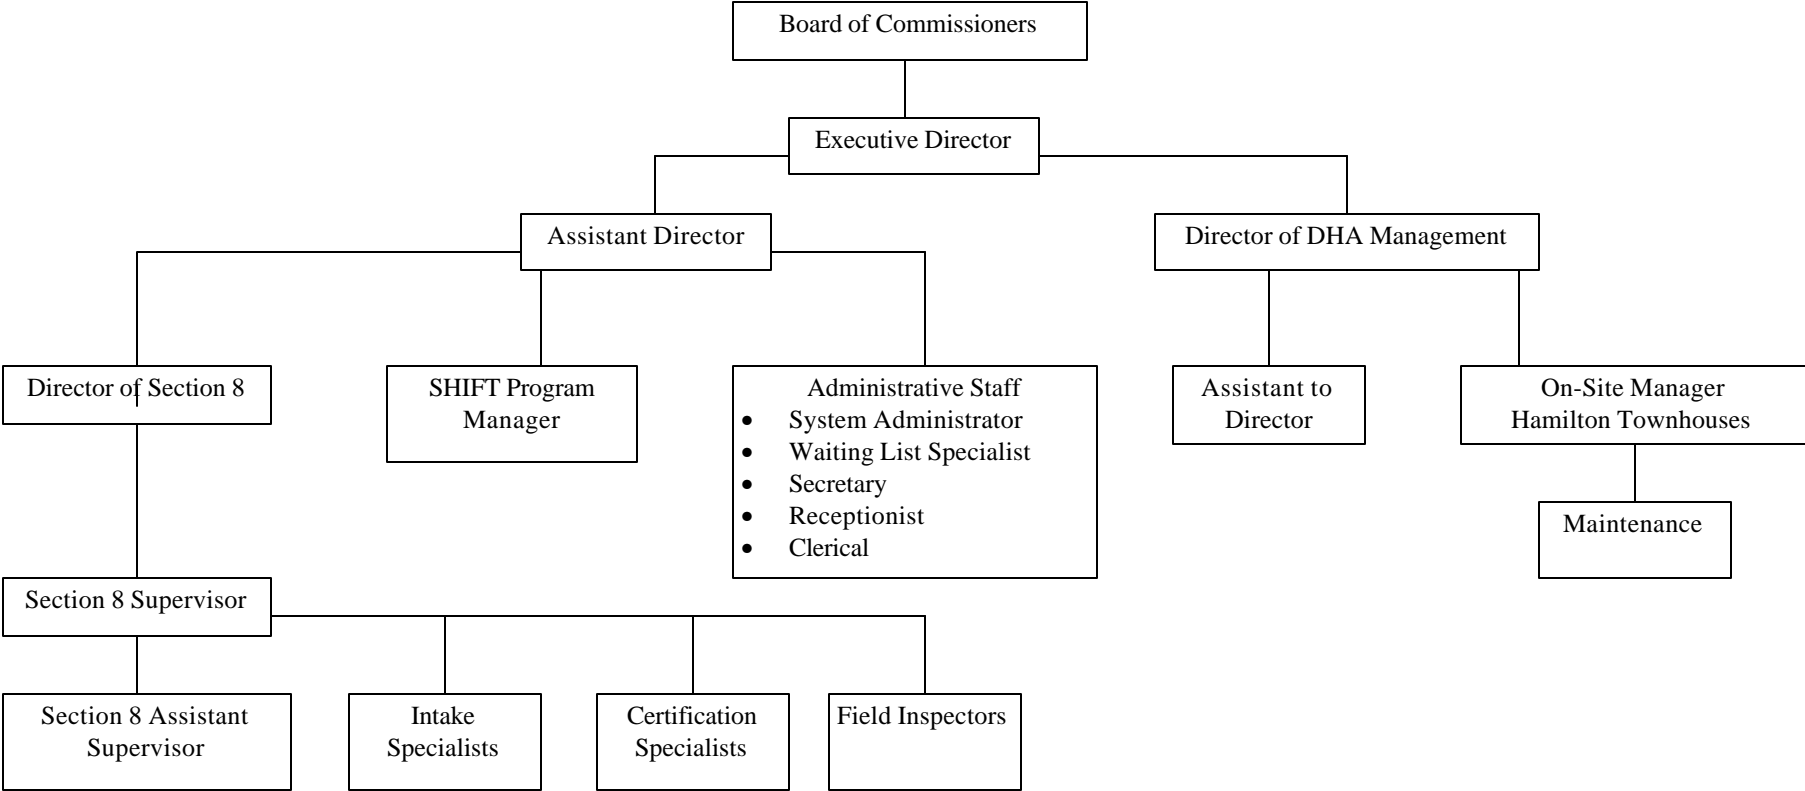 Board of Commissioners
Executive Director
Assistant Director
Director of DHA Management
Director of Section 8
SHIFT Program
Manager
Administrative Staff
• System Administrator
• Waiting List Specialist
• Secretary
• Receptionist
• Clerical
Assistant to
Director
On-Site Manager
Hamilton Townhouses
Maintenance
Section 8 Supervisor
Section 8 Assistant
Supervisor
Intake
Specialists
Certification
Specialists
Field Inspectors